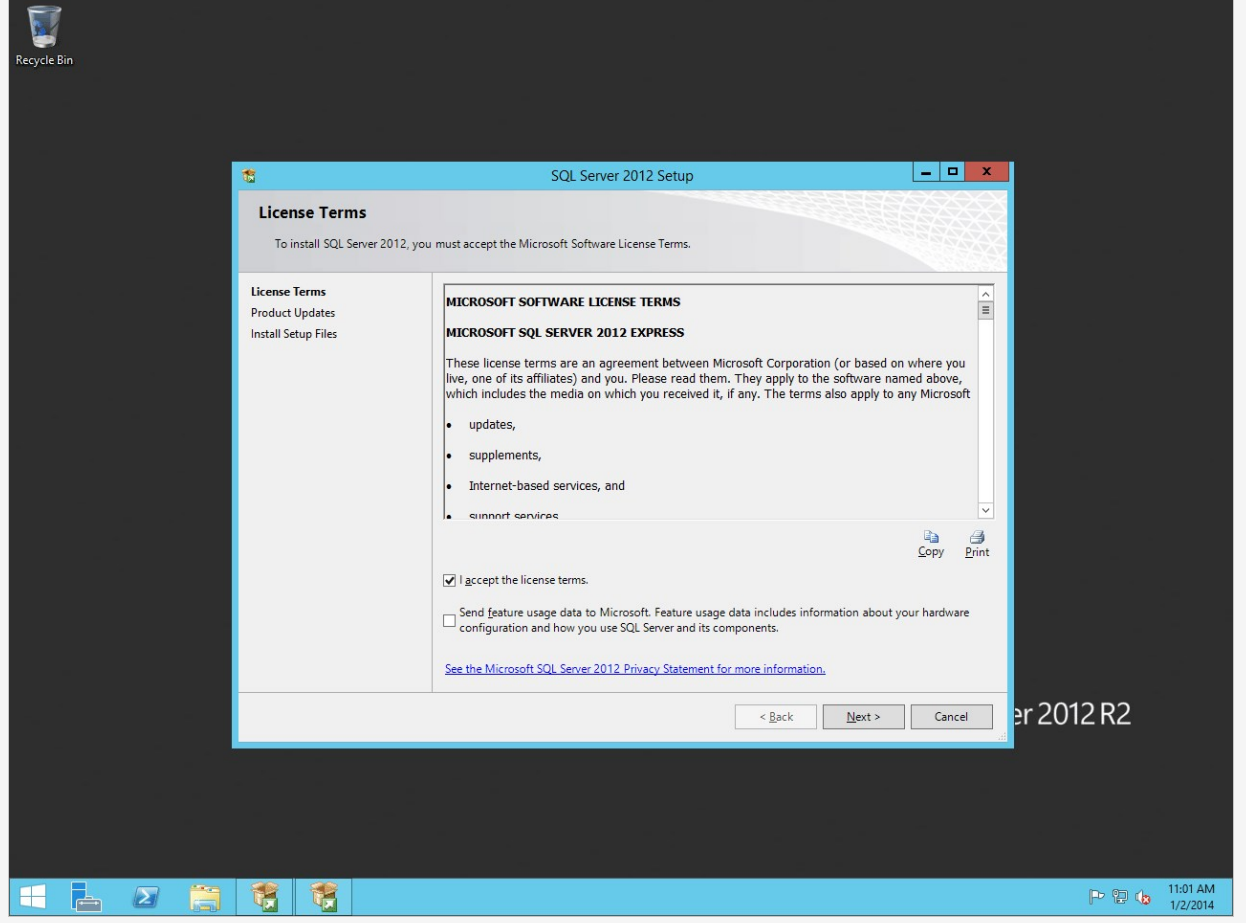 Recycle Bin
SQL Server 2012 Setup
License Terms
To install SQL Server 2012, you must accept the Microsoft Software License Terms.
License Terms
Product Updates
Install Setup Files
MICROSOFT SOFTWARE LICENSE TERMS
MICROSOFT SQL SERVER 2012 EXPRESS
These license terms are an agreement between Microsoft Corporation (or based on where you
live, one of its affiliates) and you. Please read them. They apply to the software named above,
which includes the media on which you received it, if any. The terms also apply to any Microsoft
• updates,
• supplements,
• Internet-based services, and
• support services
Copy Print
I accept the license terms.
Send feature usage data to Microsoft. Feature usage data includes information about your hardware
configuration and how you use SQL Server and its components.
See the Microsoft SQL Server 2012 Privacy Statement for more information.
< Back Next > Cancel
er 2012 R2
11:01 AM
1/2/2014